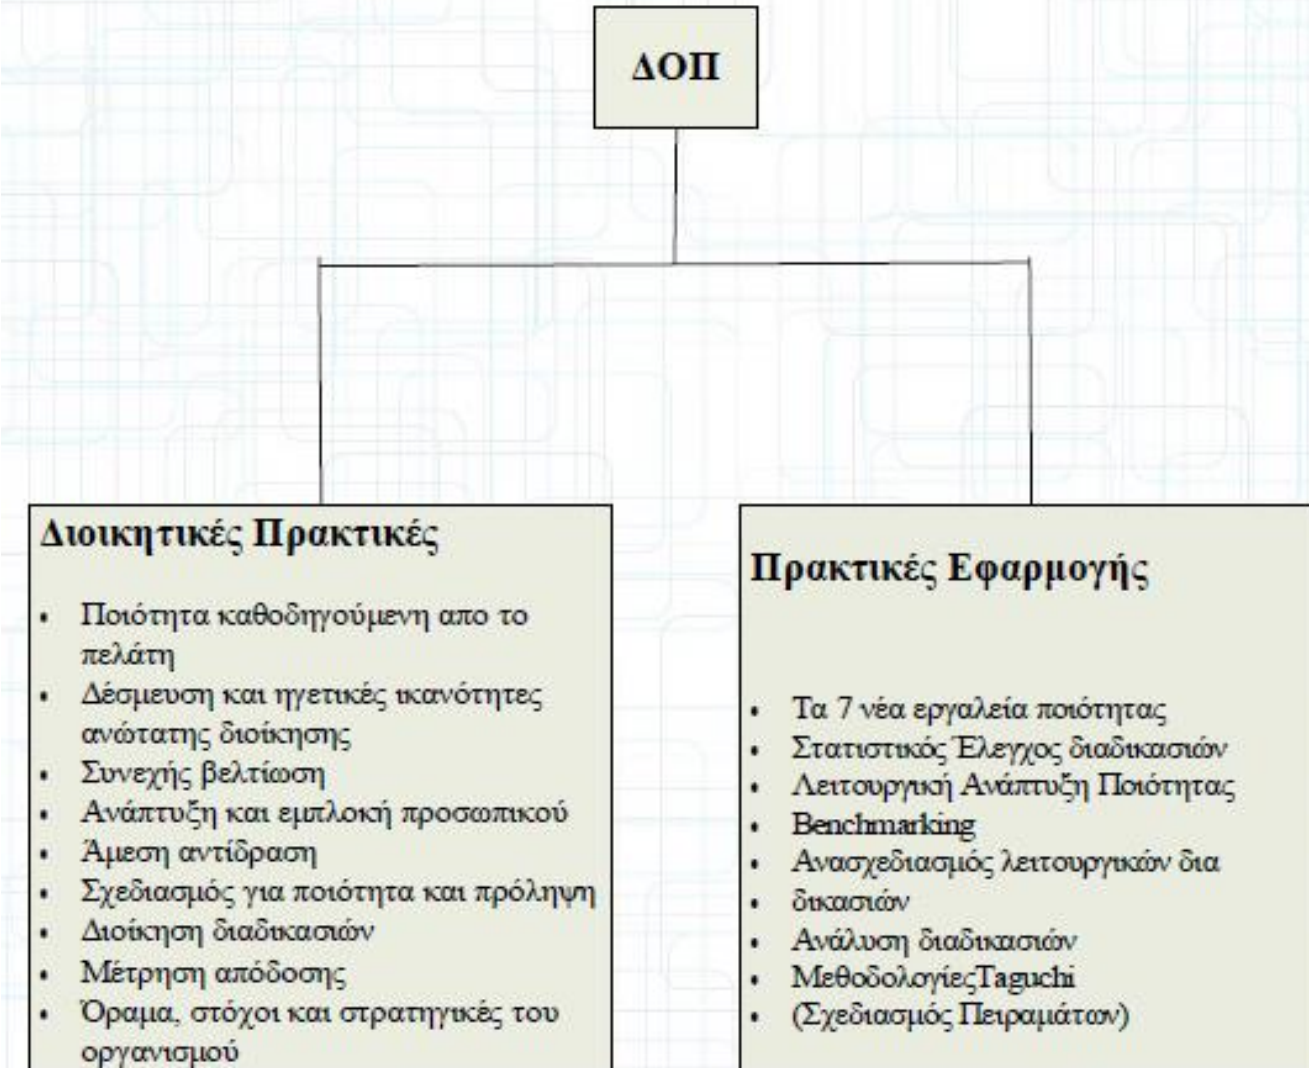 ΔΟΠ
Διοικητικές Πρακτικές
• Ποιότητα καθοδηγούμενη απο το
πελάτη
• Δέσμευση και ηγετικές ικανότητες
ανώτατης διοίκησης
• Συνεχής βελτίωση
• Ανάπτυξη και εμπλοκή προσωπικού
• Άμεση αντίδραση
• Σχεδιασμός για ποιότητα και πρόληψη
• Διοίκηση διαδικασιών
• Μέτρηση απόδοσης
• Όραμα, στόχοι και στρατηγικές του
οργανισμού
Πρακτικές Εφαρμογής
• Τα 7 νέα εργαλεία ποιότητας
• Στατιστικός Έλεγχος διαδικασιών
• Λειτουργική Ανάπτυξη Ποιότητας
• Benchmarking
• Ανασχεδιασμός λειτουργικών δια
• δικασιών
• Ανάλυση διαδικασιών
• ΜεθοδολογίεςTaguchi
• (Σχεδιασμός Πειραμάτων)